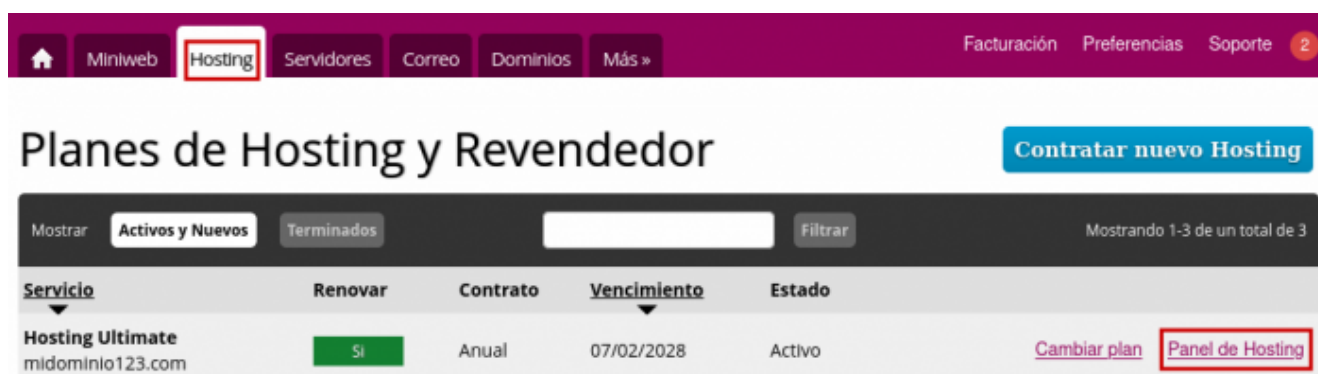 Miniweb Hosting Servidores Correo Dominios Más » Facturación Preferencias Soporte 2
Planes de Hosting y Revendedor Contratar nuevo Hosting
Mostrar Activos y Nuevos Terminados Filtrar Mostrando 1-3 de un total de 3
Servicio Renovar Contrato Vencimiento Estado
Hosting Ultimate
midominio123.com Si Anual 07/02/2028 Activo Cambiar plan Panel de Hosting